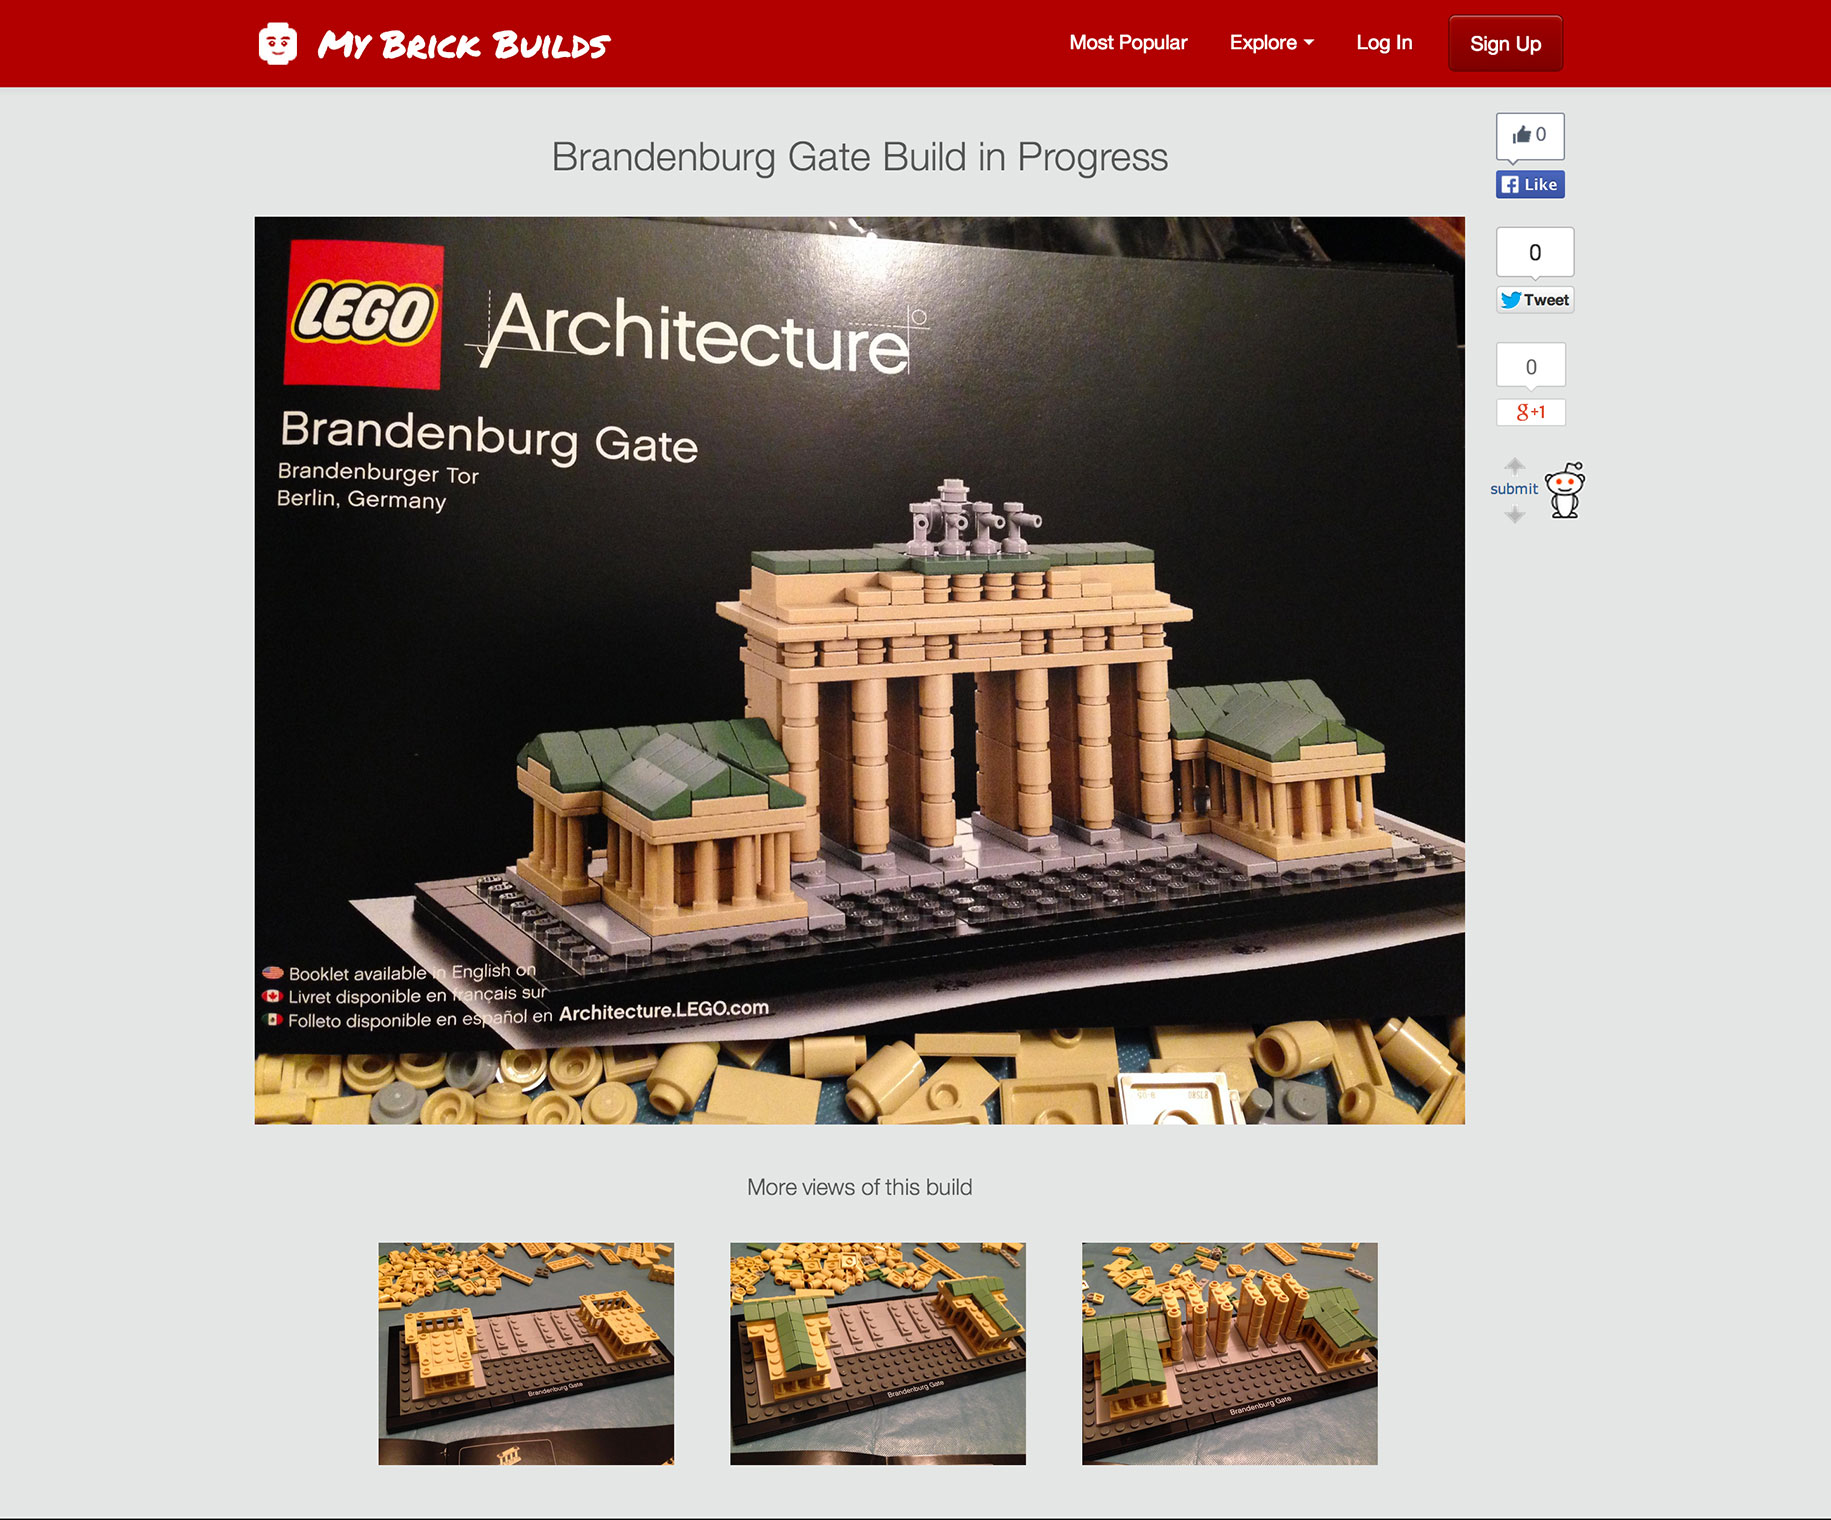 My Brick Builds
Most Popular
Explore
Log In
Sign Up
Brandenburg Gate Build in Progress
0
Like
0
Tweet
0
g+1
submit
LEGO
Architecture
Brandenburg Gate
Brandenburger Tor
Berlin, Germany
Booklet available in English on
Livret disponible en français sur
Folleto disponible en español en Architecture.LEGO.com
More views of this build
Brandenburg Gate
Brandenburg Gate
Brandenburg Gate